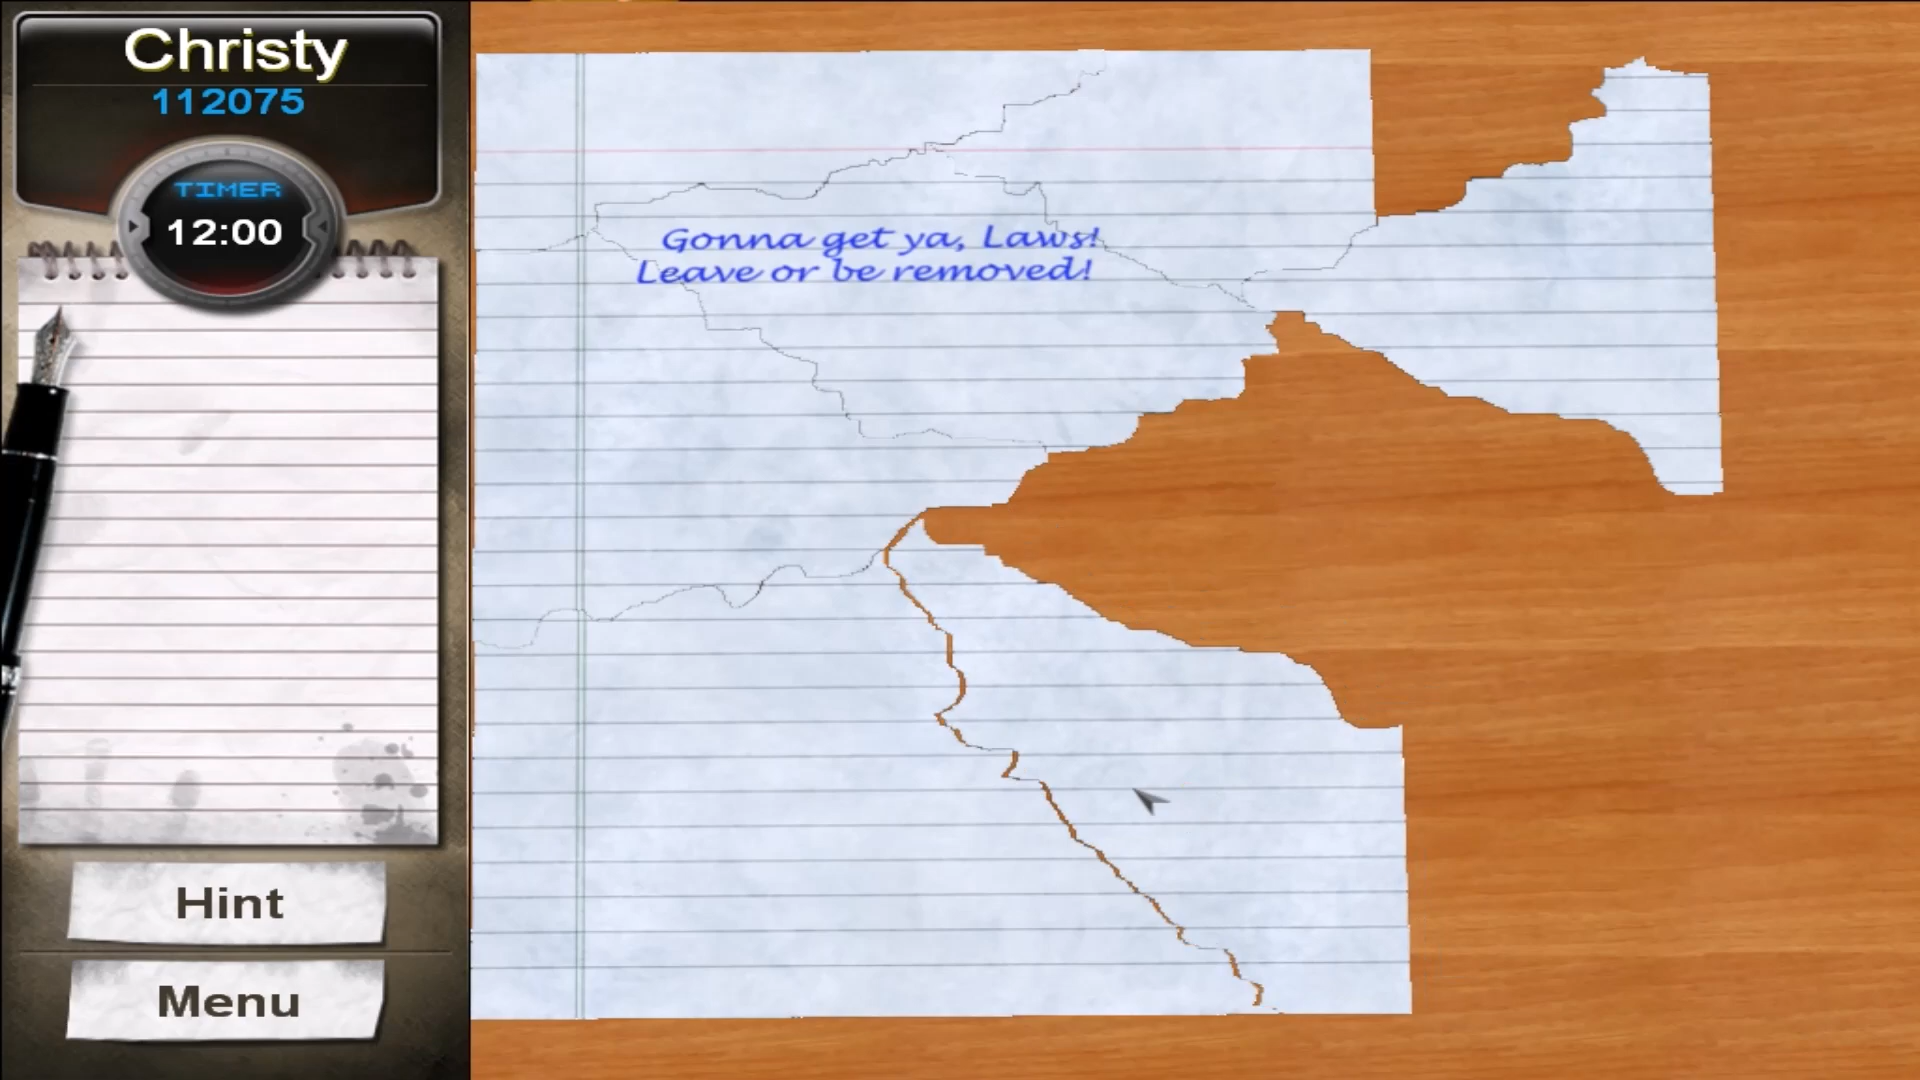 Christy
112075
TIMER
12:00
Gonna get ya, Laws!
Leave or be removed!
Hint
Menu